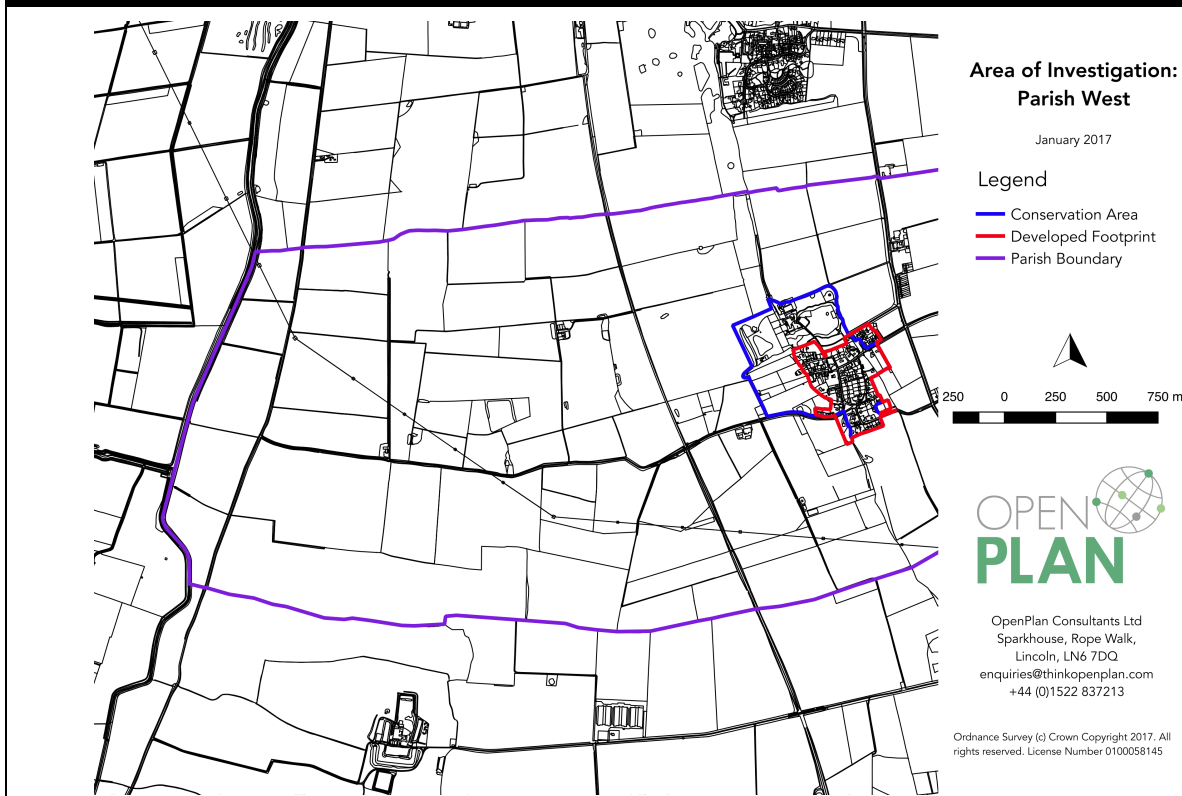 Area of Investigation:
Parish West
January 2017
Legend
Conservation Area
Developed Footprint
Parish Boundary
250 0 250 500 750 m
OPEN
PLAN
OpenPlan Consultants Ltd
Sparkhouse, Rope Walk,
Lincoln, LN6 7DQ
enquiries@thinkopenplan.com
+44 (0)1522 837213
Ordnance Survey (c) Crown Copyright 2017. All
rights reserved. License Number 0100058145